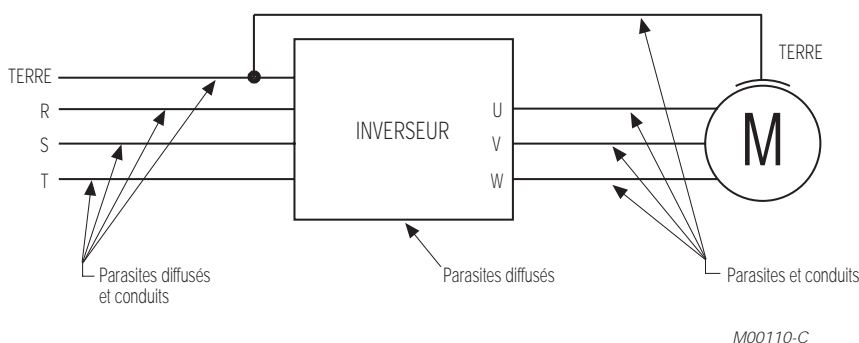 TERRE
TERRE
R
S
T
INVERSEUR
U
V
W
M
Parasites diffusés
et conduits
Parasites diffusés
Parasites et conduits
M00110-C